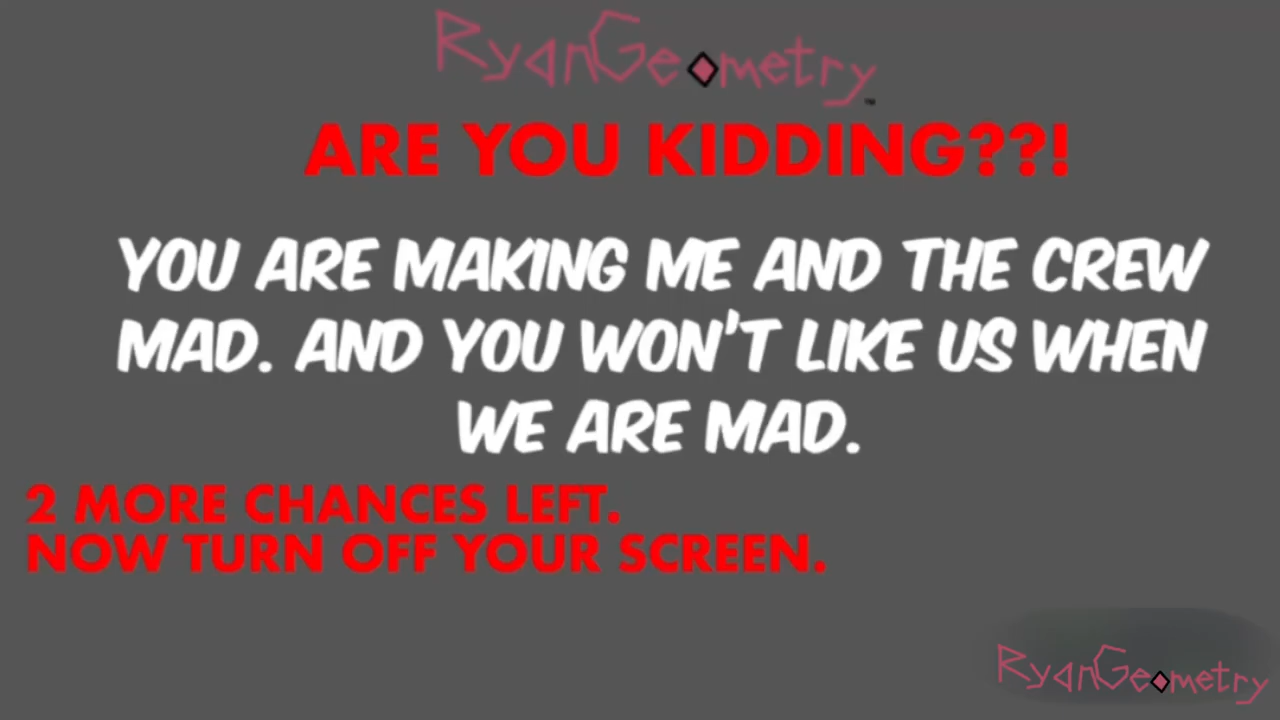 RyanGeometry™
ARE YOU KIDDING??!
YOU ARE MAKING ME AND THE CREW
MAD. AND YOU WON'T LIKE US WHEN
WE ARE MAD.
2 MORE CHANCES LEFT.
NOW TURN OFF YOUR SCREEN.
RyanGeometry